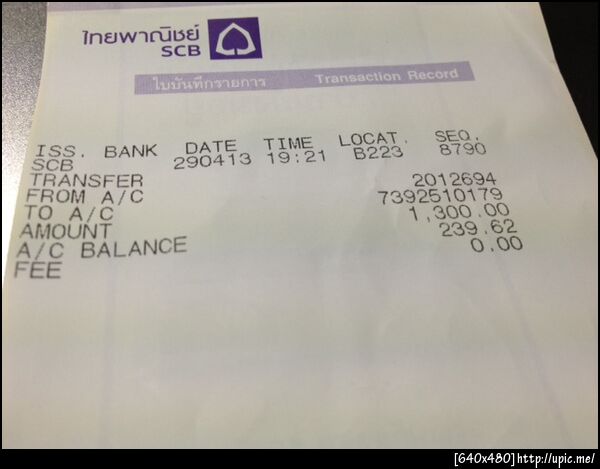 ไทยพาณิชย์
SCB
ใบบันทึกรายการ Transaction Record
ISS. BANK DATE TIME LOCAT. SEQ.
SCB 290413 19:21 B223 8790
TRANSFER
FROM A/C 2012694
TO A/C 7392510179
AMOUNT 1,300.00
A/C BALANCE 239.62
FEE 0.00
[640x480]http://upic.me/